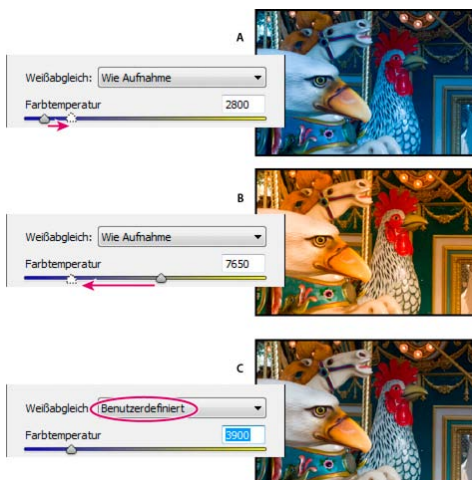 A
Weißabgleich: Wie Aufnahme
Farbtemperatur 2800
B
Weißabgleich: Wie Aufnahme
Farbtemperatur 7650
C
Weißabgleich Benutzerdefiniert
Farbtemperatur 3900